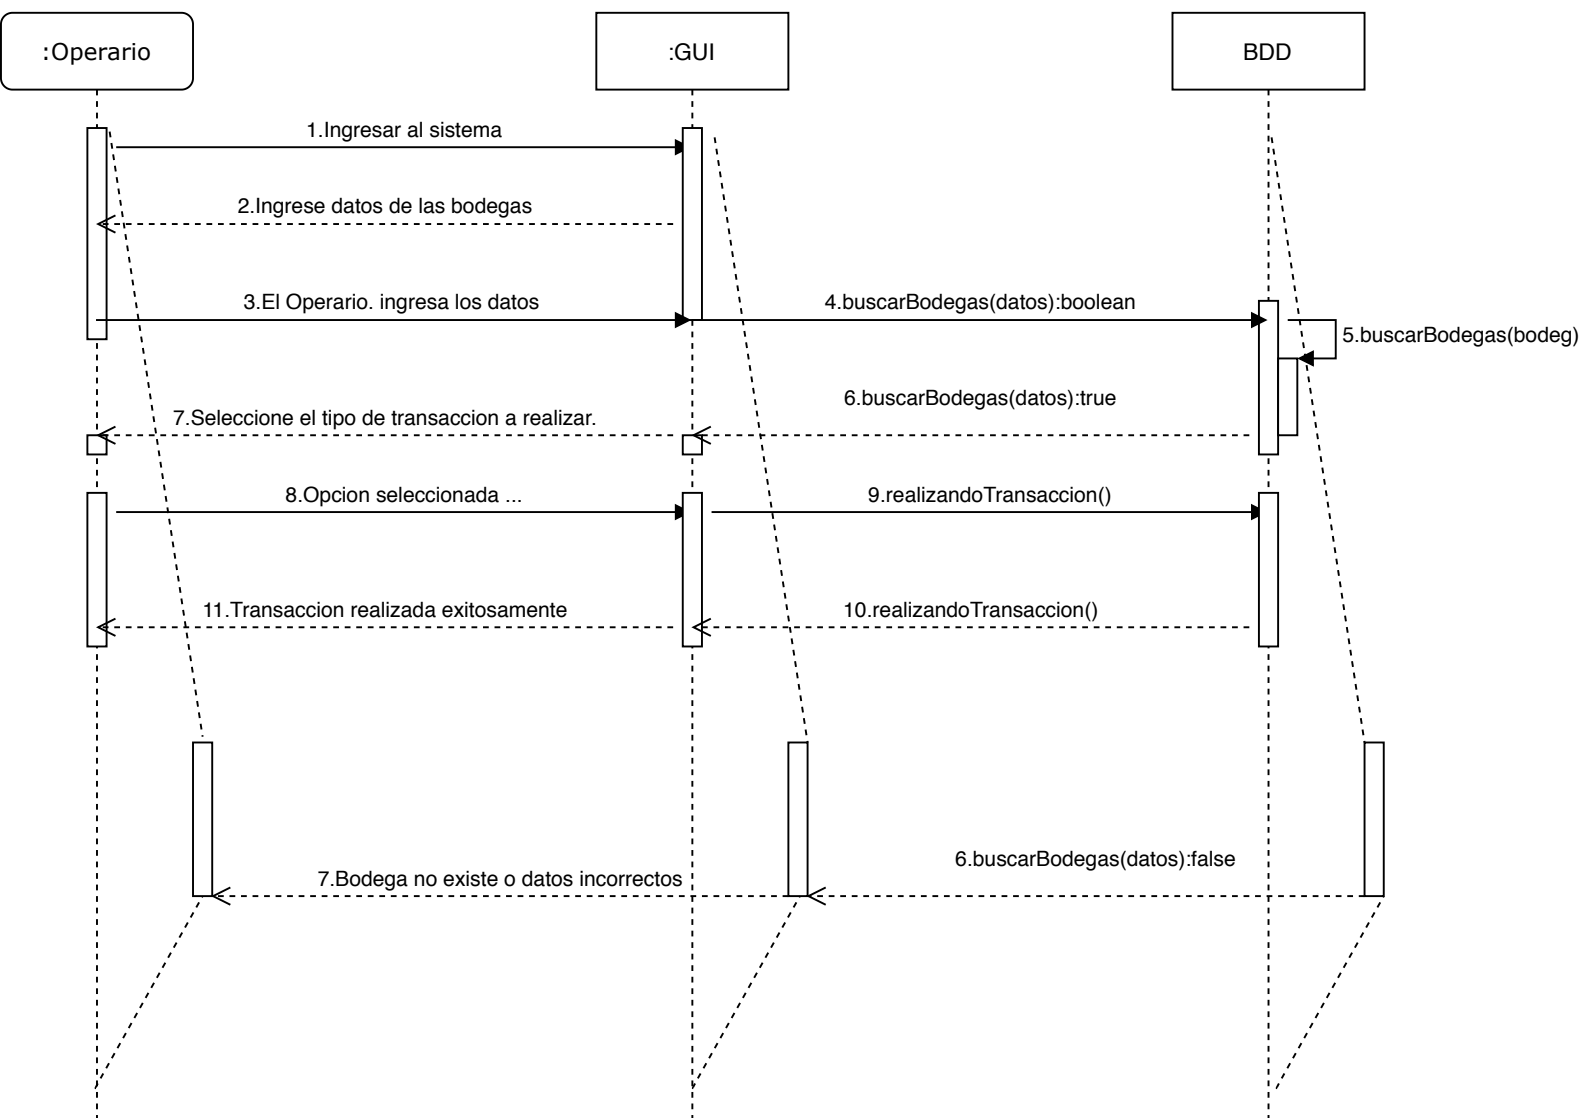 :Operario
:GUI
BDD
1.Ingresar al sistema
2.Ingrese datos de las bodegas
3.El Operario. ingresa los datos
4.buscarBodegas(datos):boolean
5.buscarBodegas(bodeg)
6.buscarBodegas(datos):true
7.Seleccione el tipo de transaccion a realizar.
8.Opcion seleccionada ...
9.realizandoTransaccion()
11.Transaccion realizada exitosamente
10.realizandoTransaccion()
6.buscarBodegas(datos):false
7.Bodega no existe o datos incorrectos